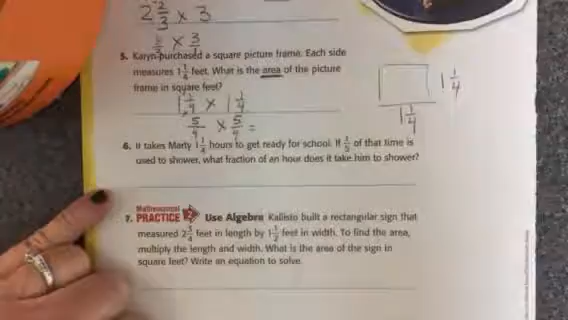 2 2/3 x 3
x 3/1
5. Karyn purchased a square picture frame. Each side
measures 1 1/4 feet. What is the area of the picture
frame in square feet?
1 1/4
1 1/4 x 1 1/4
1 1/4
5/4 x 5/4 =
6. It takes Marty 1 1/4 hours to get ready for school. If 1/5 of that time is
used to shower, what fraction of an hour does it take him to shower?
Mathematical
7. PRACTICE 2 Use Algebra Kallisto built a rectangular sign that
measured 2 3/4 feet in length by 1 1/2 feet in width. To find the area,
multiply the length and width. What is the area of the sign in
square feet? Write an equation to solve.